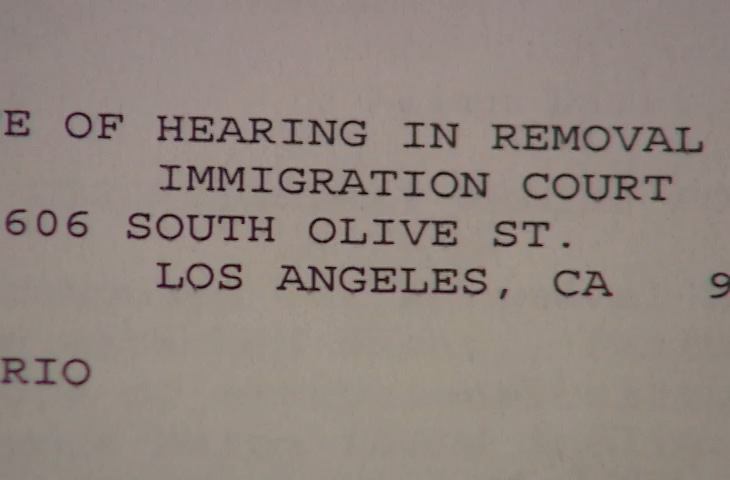 E OF HEARING IN REMOVAL
IMMIGRATION COURT
606 SOUTH OLIVE ST.
LOS ANGELES, CA 9
RIO